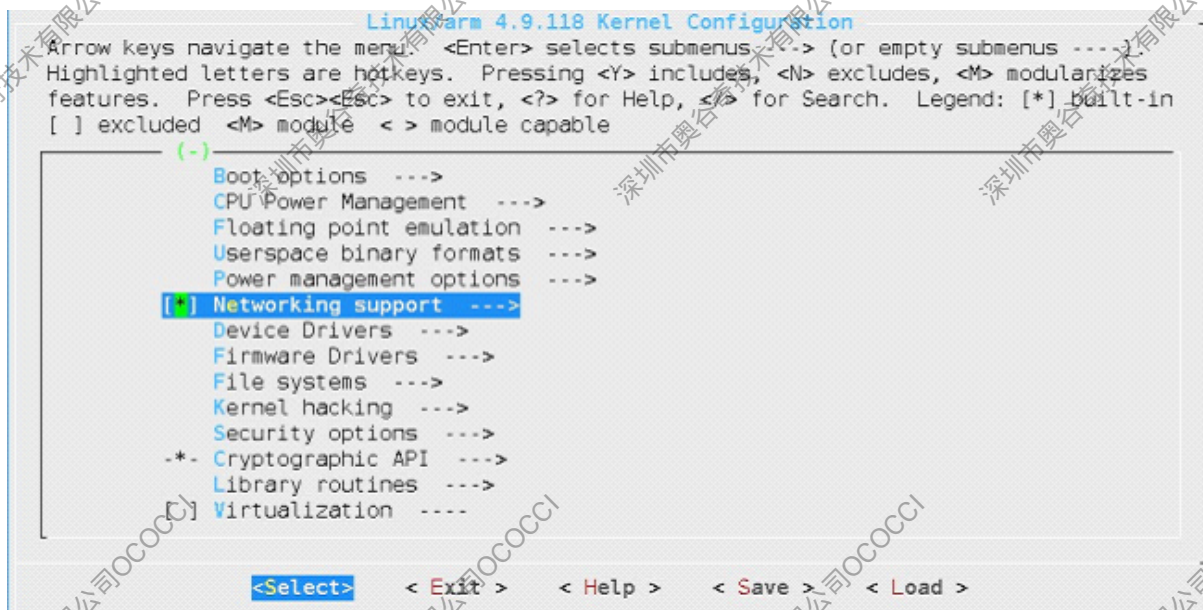 Linux/arm 4.9.118 Kernel Configuration
Arrow keys navigate the menu. <Enter> selects submenus ---> (or empty submenus ----).
Highlighted letters are hotkeys. Pressing <Y> includes, <N> excludes, <M> modularizes
features. Press <Esc><Esc> to exit, <?> for Help, </> for Search. Legend: [*] built-in
[ ] excluded <M> module < > module capable
(-)
Boot options --->
CPU Power Management --->
Floating point emulation --->
Userspace binary formats --->
Power management options --->
[*] Networking support --->
Device Drivers --->
Firmware Drivers --->
File systems --->
Kernel hacking --->
Security options --->
-*- Cryptographic API --->
Library routines --->
[ ] Virtualization ----
<Select> < Exit > < Help > < Save > < Load >